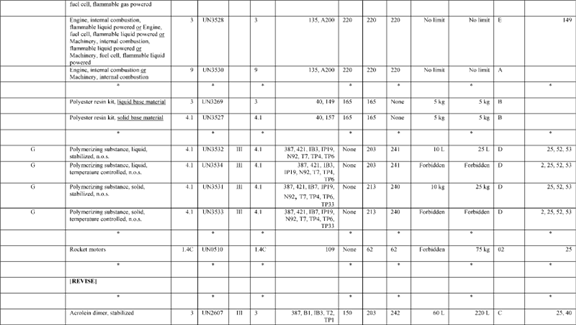 fuel cell, flammable gas powered
Engine, internal combustion, 3 UN3528 3 135, A200 220 220 220 No limit No limit E 149
flammable liquid powered or Engine,
fuel cell, flammable liquid powered or
Machinery, internal combustion,
flammable liquid powered or
Machinery, fuel cell, flammable liquid
powered
Engine, internal combustion or 9 UN3530 9 135, A200 220 220 220 No limit No limit A
Machinery, internal combustion
* * * * * * *
Polyester resin kit, liquid base material 3 UN3269 3 40, 149 165 165 None 5 kg 5 kg B
Polyester resin kit, solid base material 4.1 UN3527 4.1 40, 157 165 165 None 5 kg 5 kg B
* * * * * * *
G Polymerizing substance, liquid, 4.1 UN3532 III 4.1 387, 421, IB3, IP19, None 203 241 10 L 25 L D 25, 52, 53
stabilized, n.o.s. N92, T7, TP4, TP6
G Polymerizing substance, liquid, 4.1 UN3534 III 4.1 387, 421, IB3, None 203 241 Forbidden Forbidden D 2, 25, 52, 53
temperature controlled, n.o.s. IP19, N92, T7, TP4,
TP6
G Polymerizing substance, solid, 4.1 UN3531 III 4.1 387, 421, IB7, IP19, None 213 240 10 kg 25 kg D 25, 52, 53
stabilized, n.o.s. N92, T7, TP4, TP6,
TP33
G Polymerizing substance, solid, 4.1 UN3533 III 4.1 387, 421, IB7, IP19, None 213 240 Forbidden Forbidden D 2, 25, 52, 53
temperature controlled, n.o.s. N92, T7, TP4, TP6,
TP33
* * * * * * *
Rocket motors 1.4C UN0510 1.4C 109 None 62 62 Forbidden 75 kg 02 25
* * * * * * *
[REVISE]
* * * * * * *
Acrolein dimer, stabilized 3 UN2607 III 3 387, B1, IB3, T2, 150 203 242 60 L 220 L C 25, 40
TP1